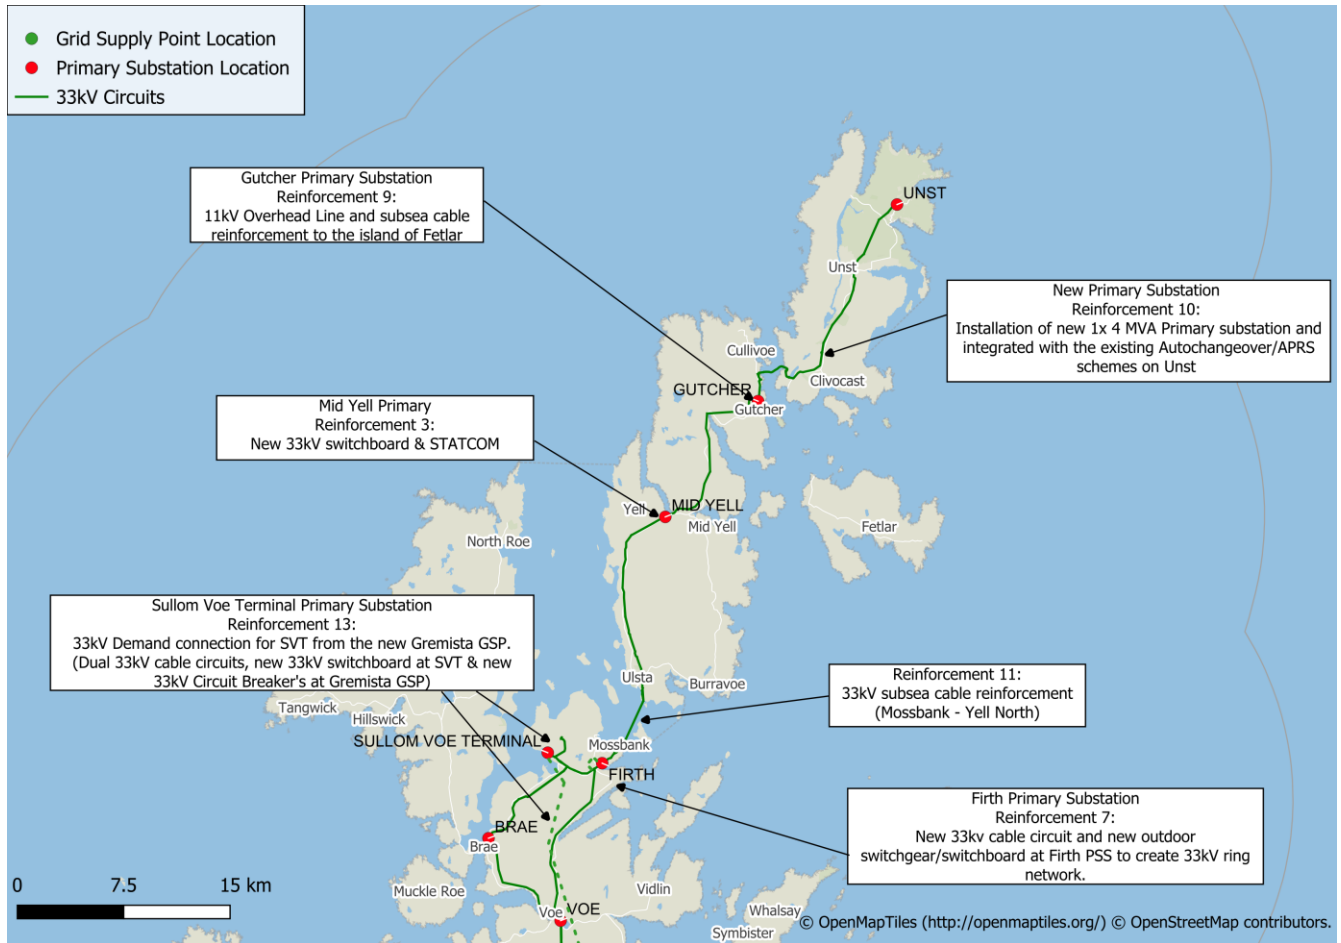 Grid Supply Point Location
Primary Substation Location
33kV Circuits
Gutcher Primary Substation
Reinforcement 9:
11kV Overhead Line and subsea cable
reinforcement to the island of Fetlar
UNST
Unst
New Primary Substation
Reinforcement 10:
Installation of new 1x 4 MVA Primary substation and
integrated with the existing Autochangeover/APRS
schemes on Unst
Cullivoe
Clivocast
GUTCHER
Gutcher
Mid Yell Primary
Reinforcement 3:
New 33kV switchboard & STATCOM
Yell
MID YELL
Mid Yell
Fetlar
North Roe
Sullom Voe Terminal Primary Substation
Reinforcement 13:
33kV Demand connection for SVT from the new Gremista GSP.
(Dual 33kV cable circuits, new 33kV switchboard at SVT & new
33kV Circuit Breaker's at Gremista GSP)
Ulsta
Burravoe
Reinforcement 11:
33kV subsea cable reinforcement
(Mossbank - Yell North)
Tangwick
Hillswick
SULLOM VOE TERMINAL
Mossbank
FIRTH
Firth Primary Substation
Reinforcement 7:
New 33kv cable circuit and new outdoor
switchgear/switchboard at Firth PSS to create 33kV ring
network.
BRAE
Brae
Muckle Roe
Vidlin
Voe
VOE
Whalsay
Symbister
0 7.5 15 km
© OpenMapTiles (http://openmaptiles.org/) © OpenStreetMap contributors.